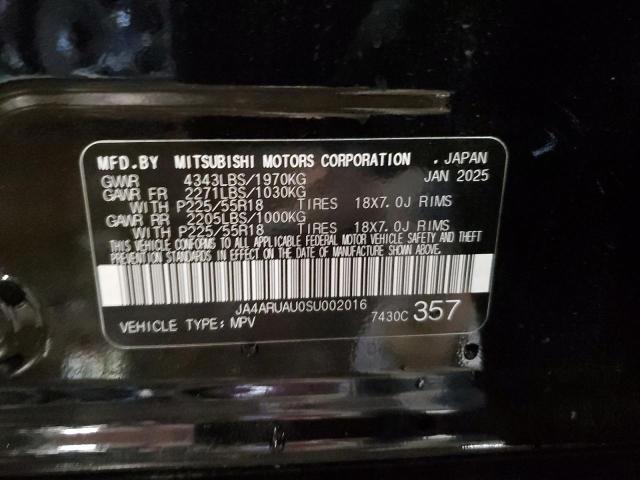 MFD.BY MITSUBISHI MOTORS CORPORATION . JAPAN
GVWR 4343LBS/1970KG JAN 2025
GAWR FR 2271LBS/1030KG
WITH P225/55R18 TIRES 18X7.0J RIMS
GAWR RR 2205LBS/1000KG
WITH P225/55R18 TIRES 18X7.0J RIMS
THIS VEHICLE CONFORMS TO ALL APPLICABLE FEDERAL MOTOR VEHICLE SAFETY AND THEFT
PREVENTION STANDARDS IN EFFECT ON THE DATE OF MANUFACTURE SHOWN ABOVE.
JA4ARUAU0SU002016
VEHICLE TYPE: MPV 7430C 357